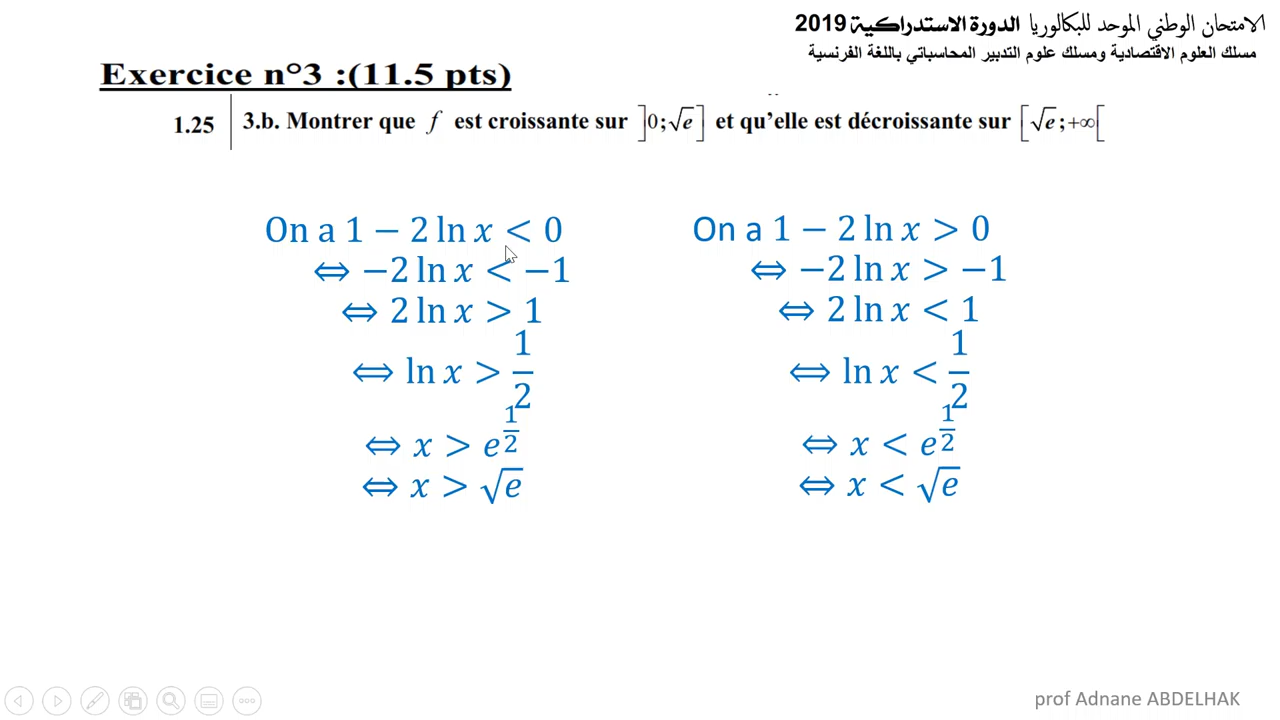 الامتحان الوطني الموحد للبكالوريا الدورة الاستدراكية 2019
مسلك العلوم الاقتصادية ومسلك علوم التدبير المحاسباتي باللغة الفرنسية
Exercice n°3 :(11.5 pts)
1.25 3.b. Montrer que f est croissante sur ]0;√e] et qu’elle est décroissante sur [√e;+∞[
On a 1 − 2 ln x < 0
⇔ −2 ln x < −1
⇔ 2 ln x > 1
⇔ ln x > 1/2
⇔ x > e^(1/2)
⇔ x > √e
On a 1 − 2 ln x > 0
⇔ −2 ln x > −1
⇔ 2 ln x < 1
⇔ ln x < 1/2
⇔ x < e^(1/2)
⇔ x < √e
prof Adnane ABDELHAK